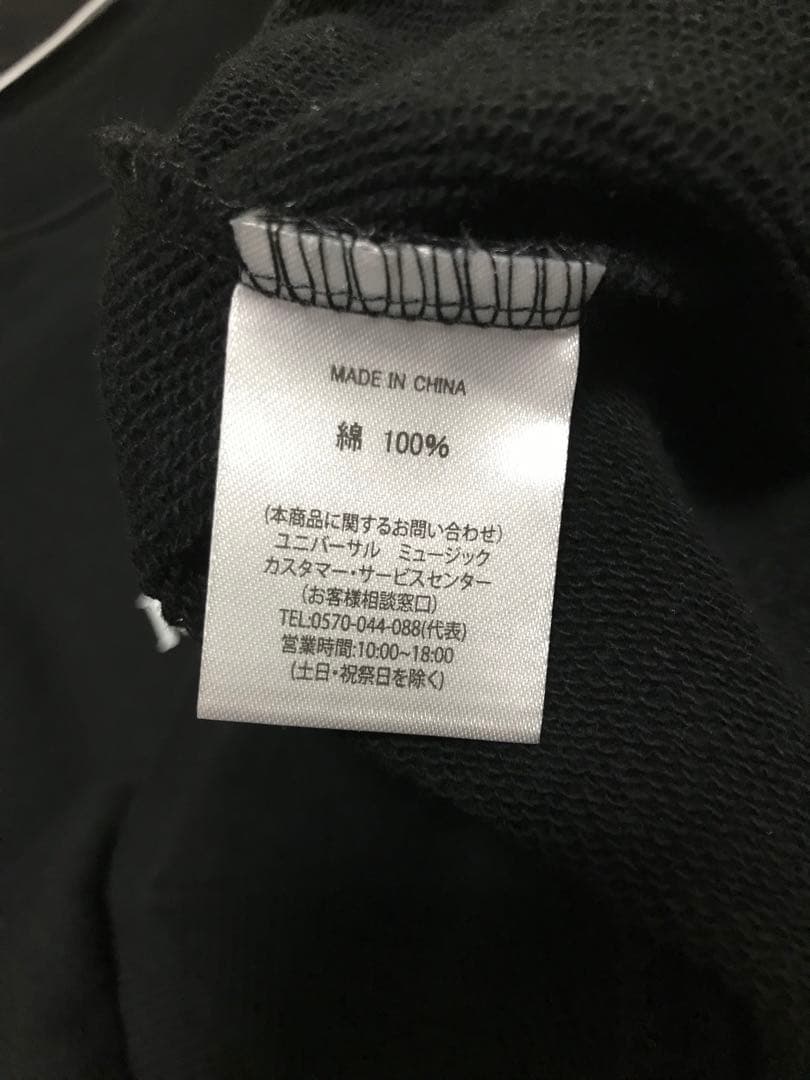 MADE IN CHINA
綿 100%
(本商品に関するお問い合わせ)
ユニバーサル ミュージック
カスタマー・サービスセンター
(お客様相談窓口)
TEL:0570-044-088(代表)
営業時間:10:00~18:00
(土日・祝祭日を除く)